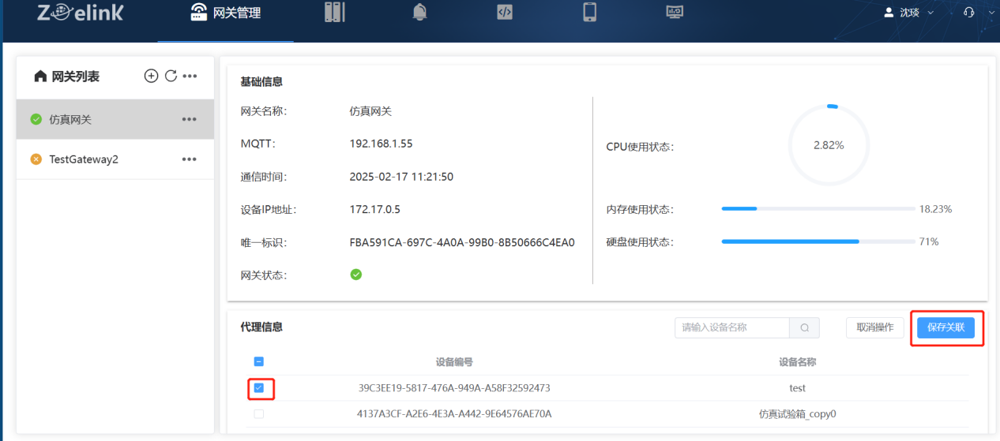 Zoelink
网关管理
沈琰
网关列表
仿真网关
TestGateway2
基础信息
网关名称: 仿真网关
MQTT: 192.168.1.55
通信时间: 2025-02-17 11:21:50
设备IP地址: 172.17.0.5
唯一标识: FBA591CA-697C-4A0A-99B0-8B50666C4EA0
网关状态:
CPU使用状态: 2.82%
内存使用状态: 18.23%
硬盘使用状态: 71%
代理信息
请输入设备名称
取消操作
保存关联
设备编号 设备名称
39C3EE19-5817-476A-949A-A58F32592473 test
4137A3CF-A2E6-4E3A-A442-9E64576AE70A 仿真试验箱_copy0